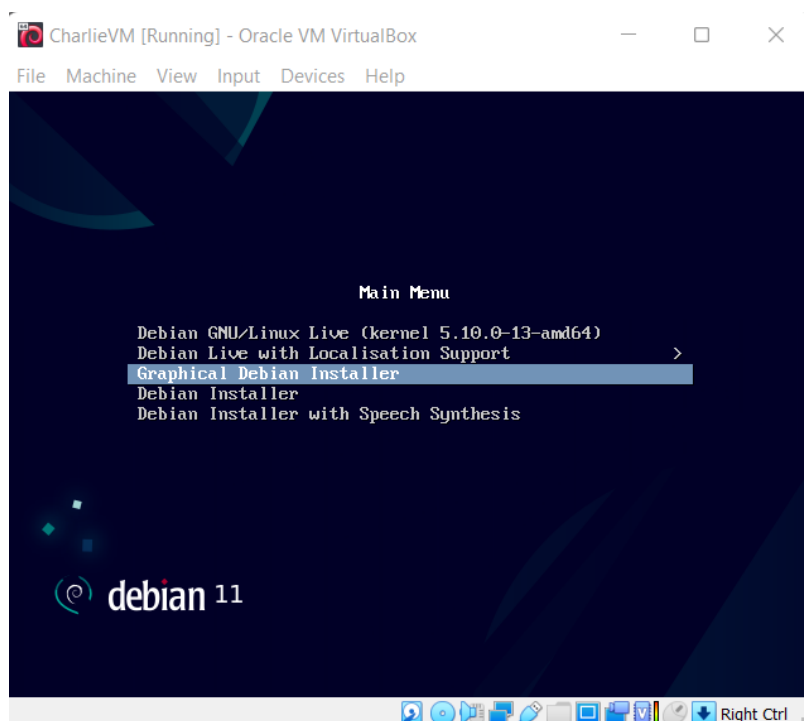 CharlieVM [Running] - Oracle VM VirtualBox
File Machine View Input Devices Help
Main Menu
Debian GNU/Linux Live (kernel 5.10.0-13-amd64)
Debian Live with Localisation Support >
Graphical Debian Installer
Debian Installer
Debian Installer with Speech Synthesis
debian 11
Right Ctrl